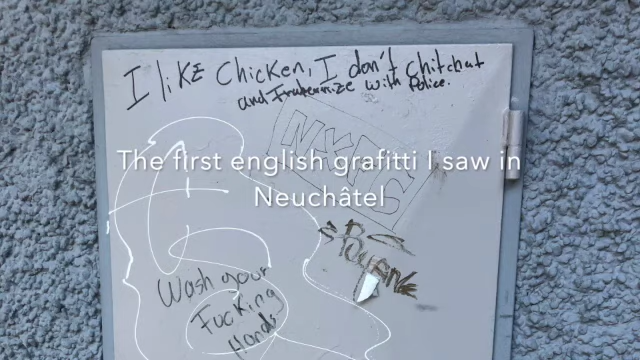 I liKE Chicken, I don't chitchat
and Fraternize with Police.
NYKS
The first english grafitti I saw in
Neuchâtel
Wash your
Fucking
Hands